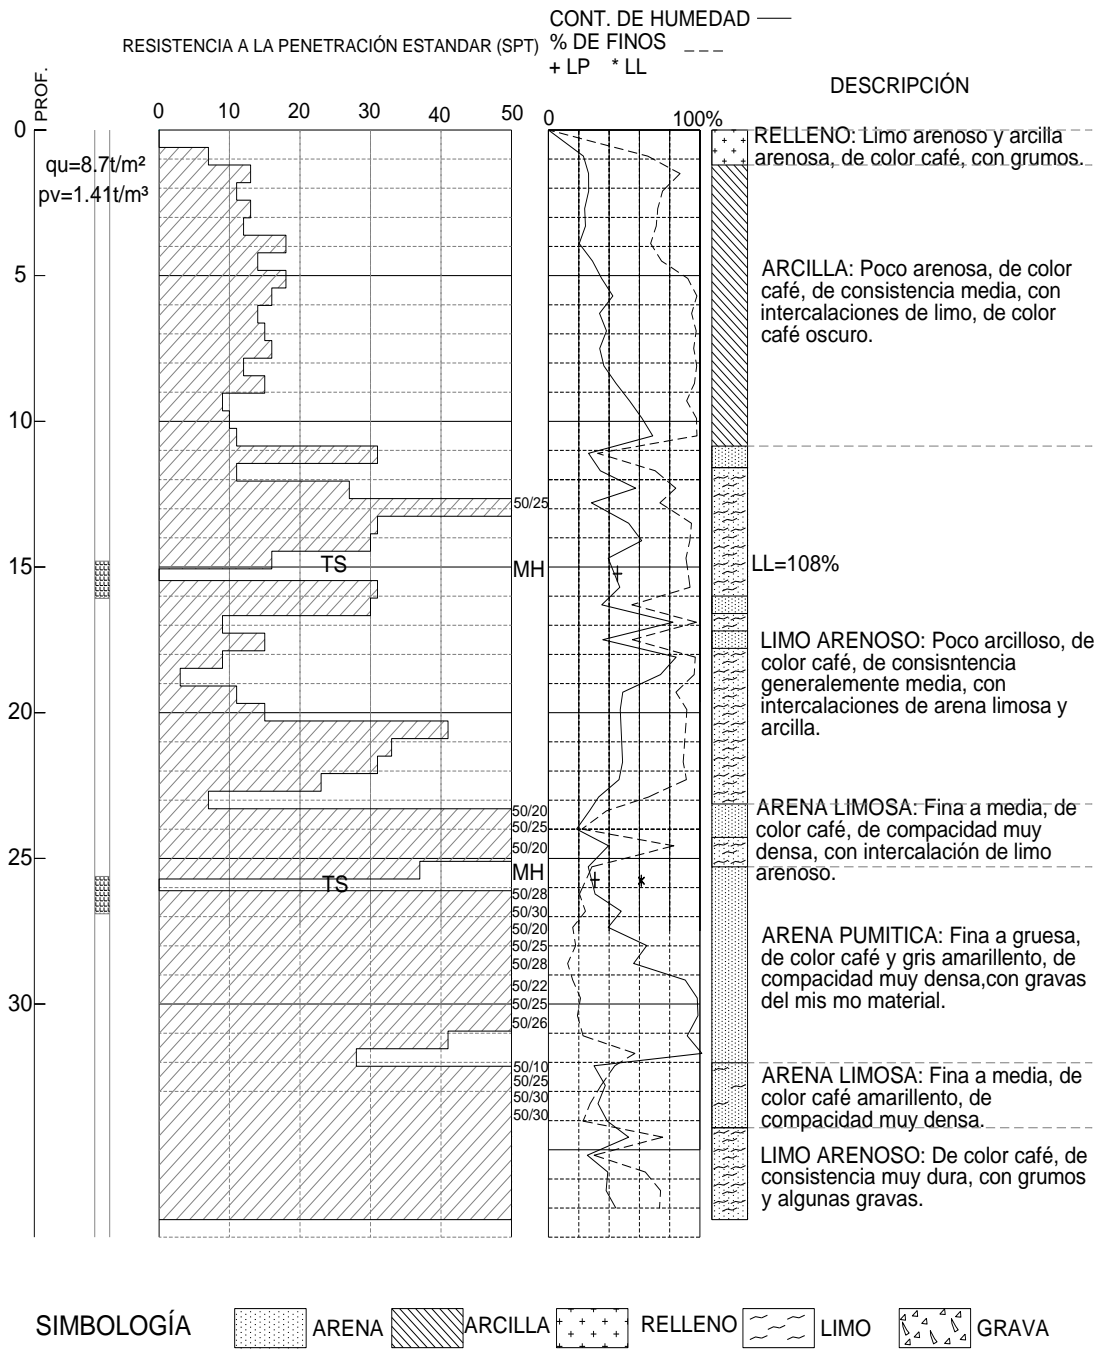 CONT. DE HUMEDAD
RESISTENCIA A LA PENETRACIÓN ESTANDAR (SPT)
% DE FINOS
+ LP * LL
PROF.
DESCRIPCIÓN
0 10 20 30 40 50
0 100%
0
5
10
15
20
25
30
qu=8.7t/m²
pv=1.41t/m³
RELLENO: Limo arenoso y arcilla
arenosa, de color café, con grumos.
ARCILLA: Poco arenosa, de color
café, de consistencia media, con
intercalaciones de limo, de color
café oscuro.
50/25
TS
MH
LL=108%
LIMO ARENOSO: Poco arcilloso, de
color café, de consisntencia
generalemente media, con
intercalaciones de arena limosa y
arcilla.
50/20
50/25
50/20
ARENA LIMOSA: Fina a media, de
color café, de compacidad muy
densa, con intercalación de limo
arenoso.
MH
TS
50/28
50/30
50/20
50/25
50/28
50/22
50/25
50/26
ARENA PUMITICA: Fina a gruesa,
de color café y gris amarillento, de
compacidad muy densa,con gravas
del mis mo material.
50/10
50/25
50/30
50/30
ARENA LIMOSA: Fina a media, de
color café amarillento, de
compacidad muy densa.
LIMO ARENOSO: De color café, de
consistencia muy dura, con grumos
y algunas gravas.
SIMBOLOGÍA ARENA ARCILLA RELLENO LIMO GRAVA